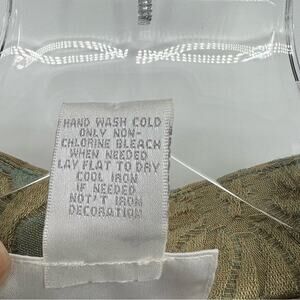 HAND WASH COLD
ONLY NON-
CHLORINE BLEACH
WHEN NEEDED
LAY FLAT TO DRY
COOL IRON
IF NEEDED
NOT'T IRON
DECORATION